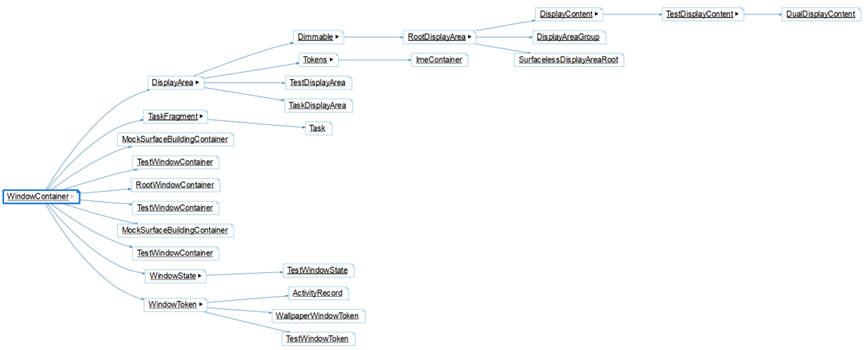 DisplayContent
TestDisplayContent
DualDisplayContent
Dimmable
RootDisplayArea
DisplayAreaGroup
Tokens
ImeContainer
SurfacelessDisplayAreaRoot
DisplayArea
TestDisplayArea
TaskDisplayArea
TaskFragment
Task
MockSurfaceBuildingContainer
TestWindowContainer
RootWindowContainer
WindowContainer
TestWindowContainer
MockSurfaceBuildingContainer
TestWindowContainer
WindowState
TestWindowState
ActivityRecord
WindowToken
WallpaperWindowToken
TestWindowToken